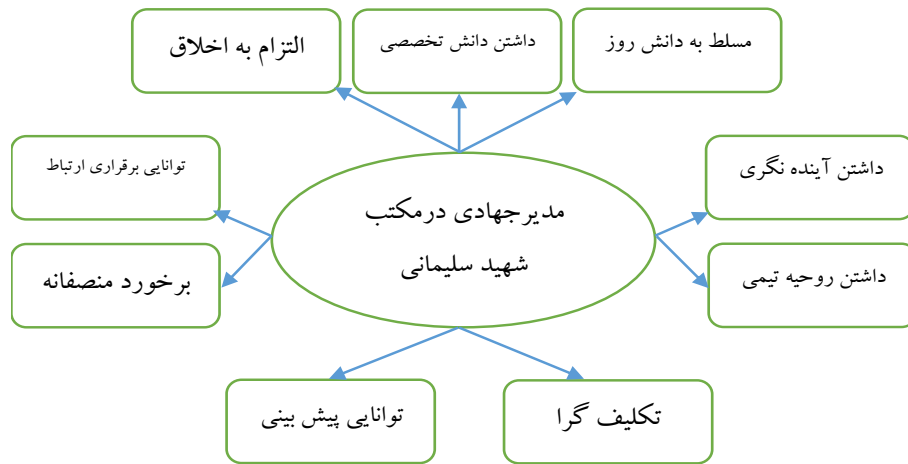 مسلط به دانش روز
داشتن دانش تخصصی
التزام به اخلاق
داشتن آینده نگری
توانایی برقراری ارتباط
مدیرجهادی درمکتب
شهید سلیمانی
داشتن روحیه تیمی
برخورد منصفانه
تکلیف گرا
توانایی پیش بینی